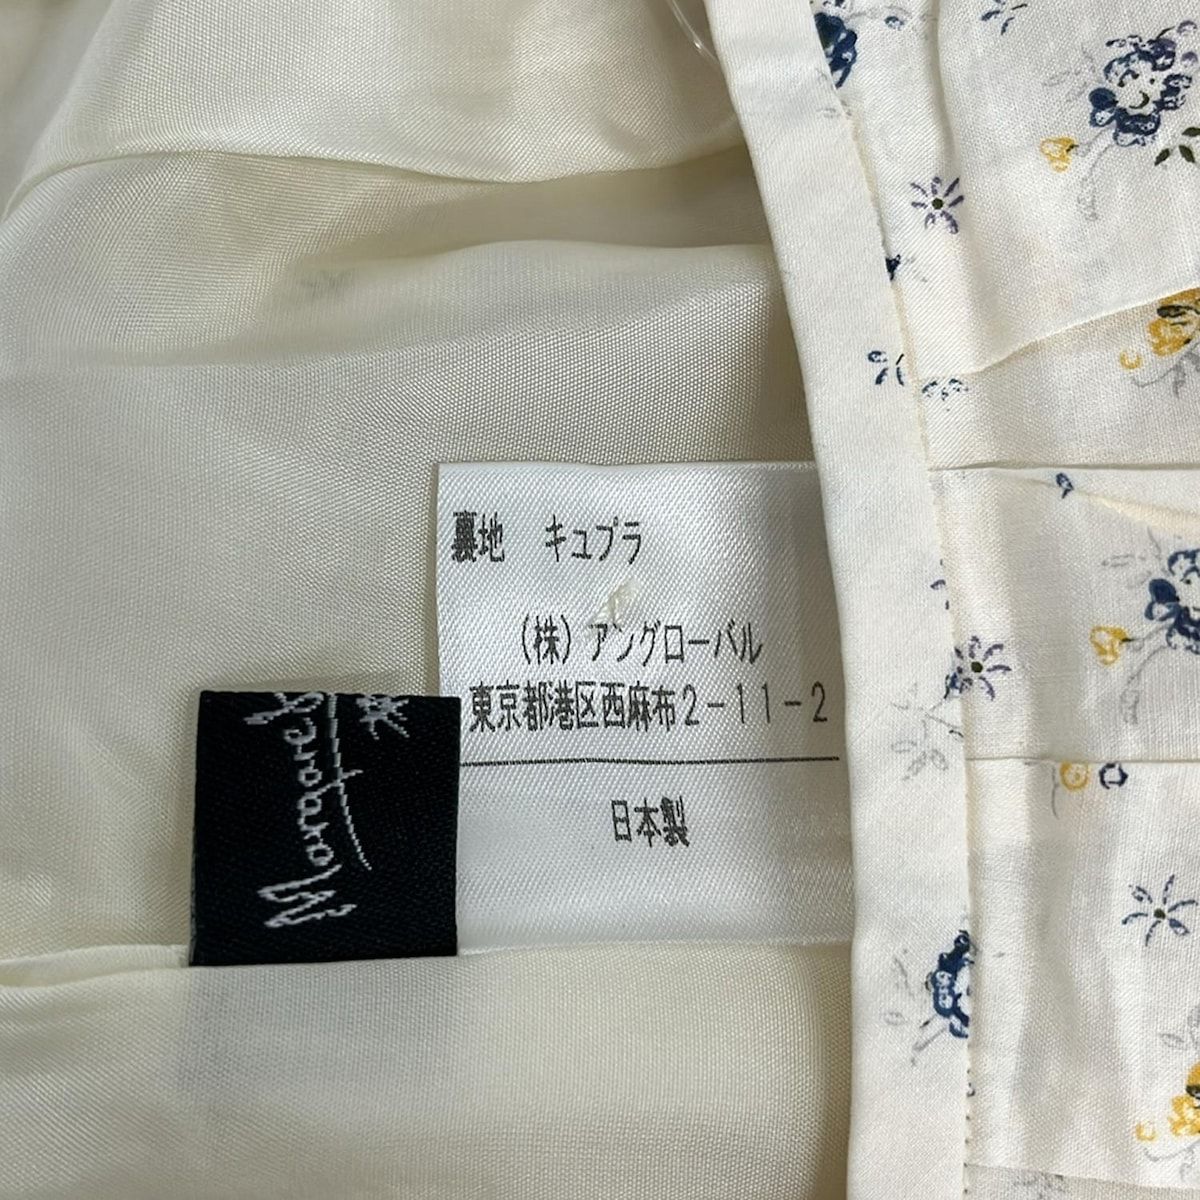 裏地 キュプラ
(株)アングローバル
東京都港区西麻布2-11-2
日本製
Margaret